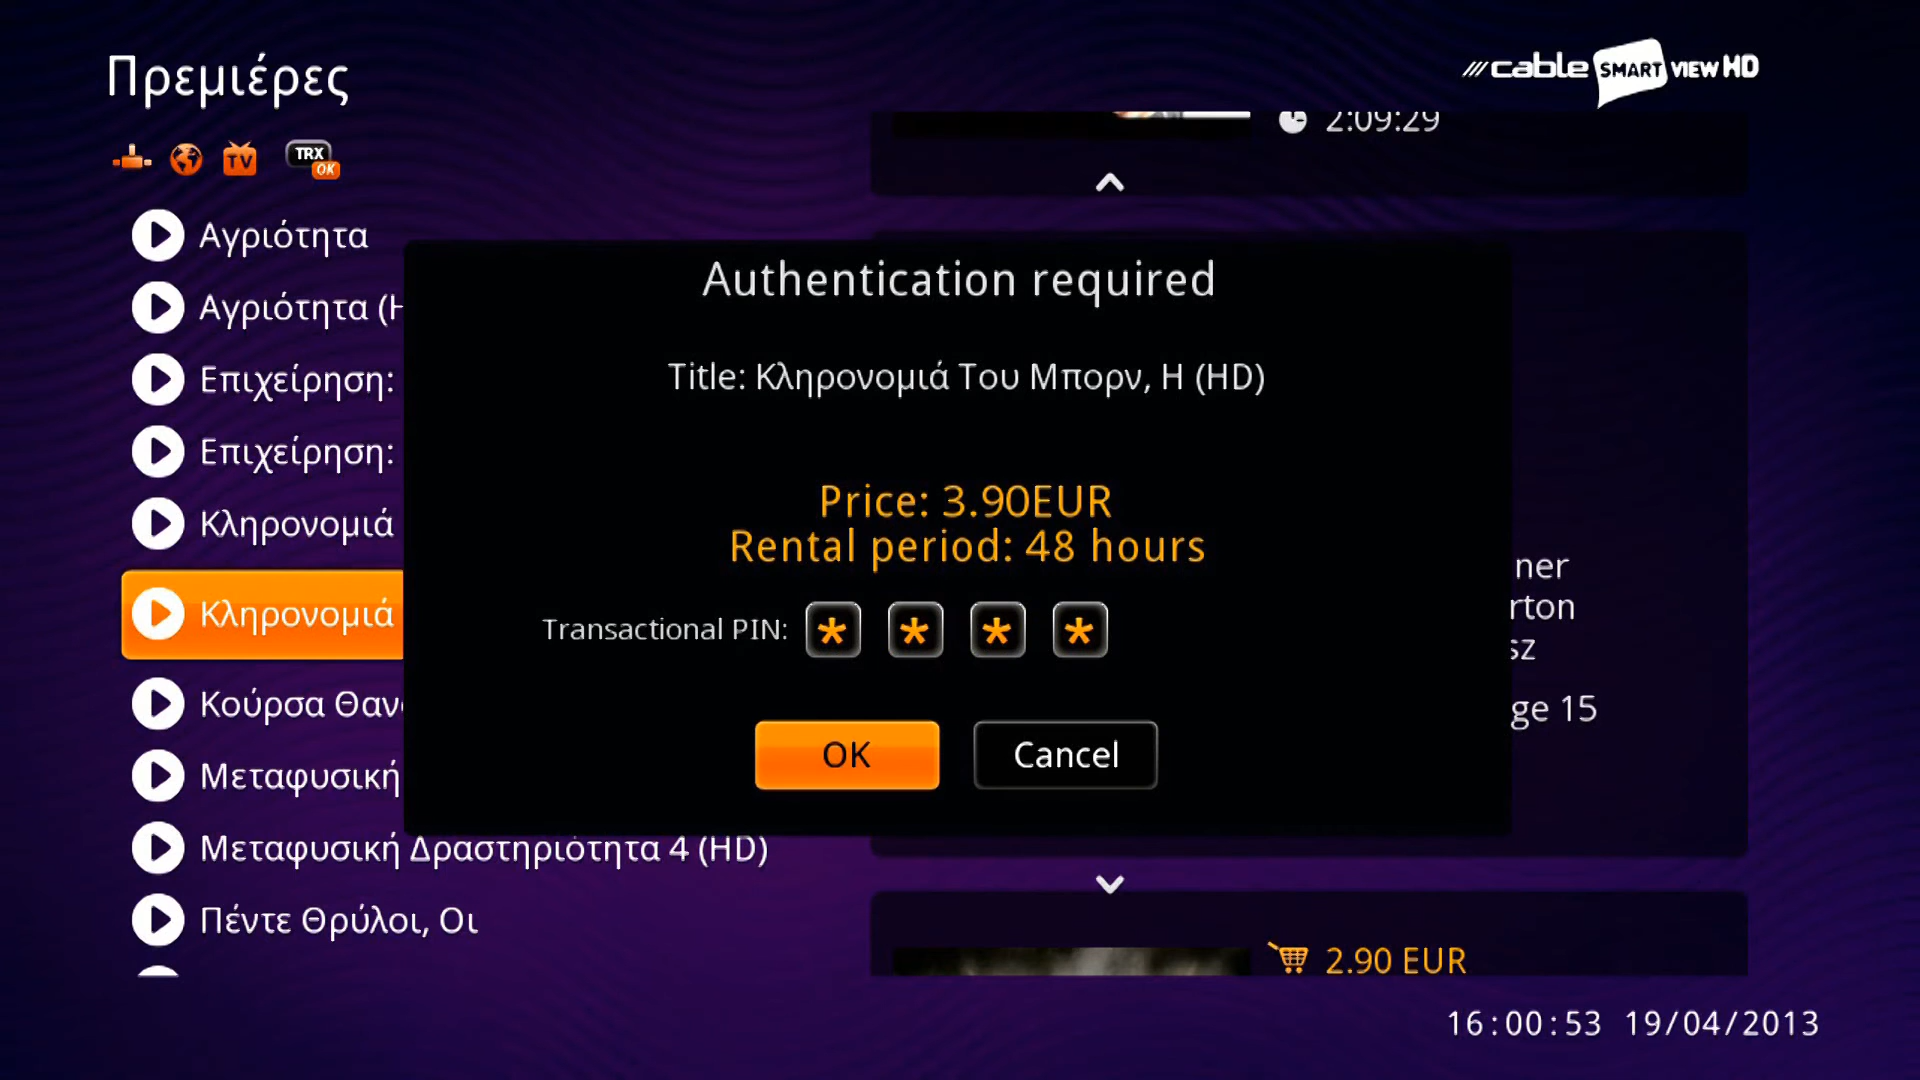 Πρεμιέρες
cable SMART VIEW HD
2:09:29
TV
TRX
OK
Αγριότητα
Αγριότητα (H
Επιχείρηση:
Επιχείρηση:
Κληρονομιά
Κληρονομιά
Κούρσα Θαν
Μεταφυσική
Μεταφυσική Δραστηριότητα 4 (HD)
Πέντε Θρύλοι, Οι
Authentication required
Title: Κληρονομιά Του Μπορν, Η (HD)
Price: 3.90EUR
Rental period: 48 hours
Transactional PIN: * * * *
OK
Cancel
ner
rton
sz
ge 15
2.90 EUR
16:00:53 19/04/2013